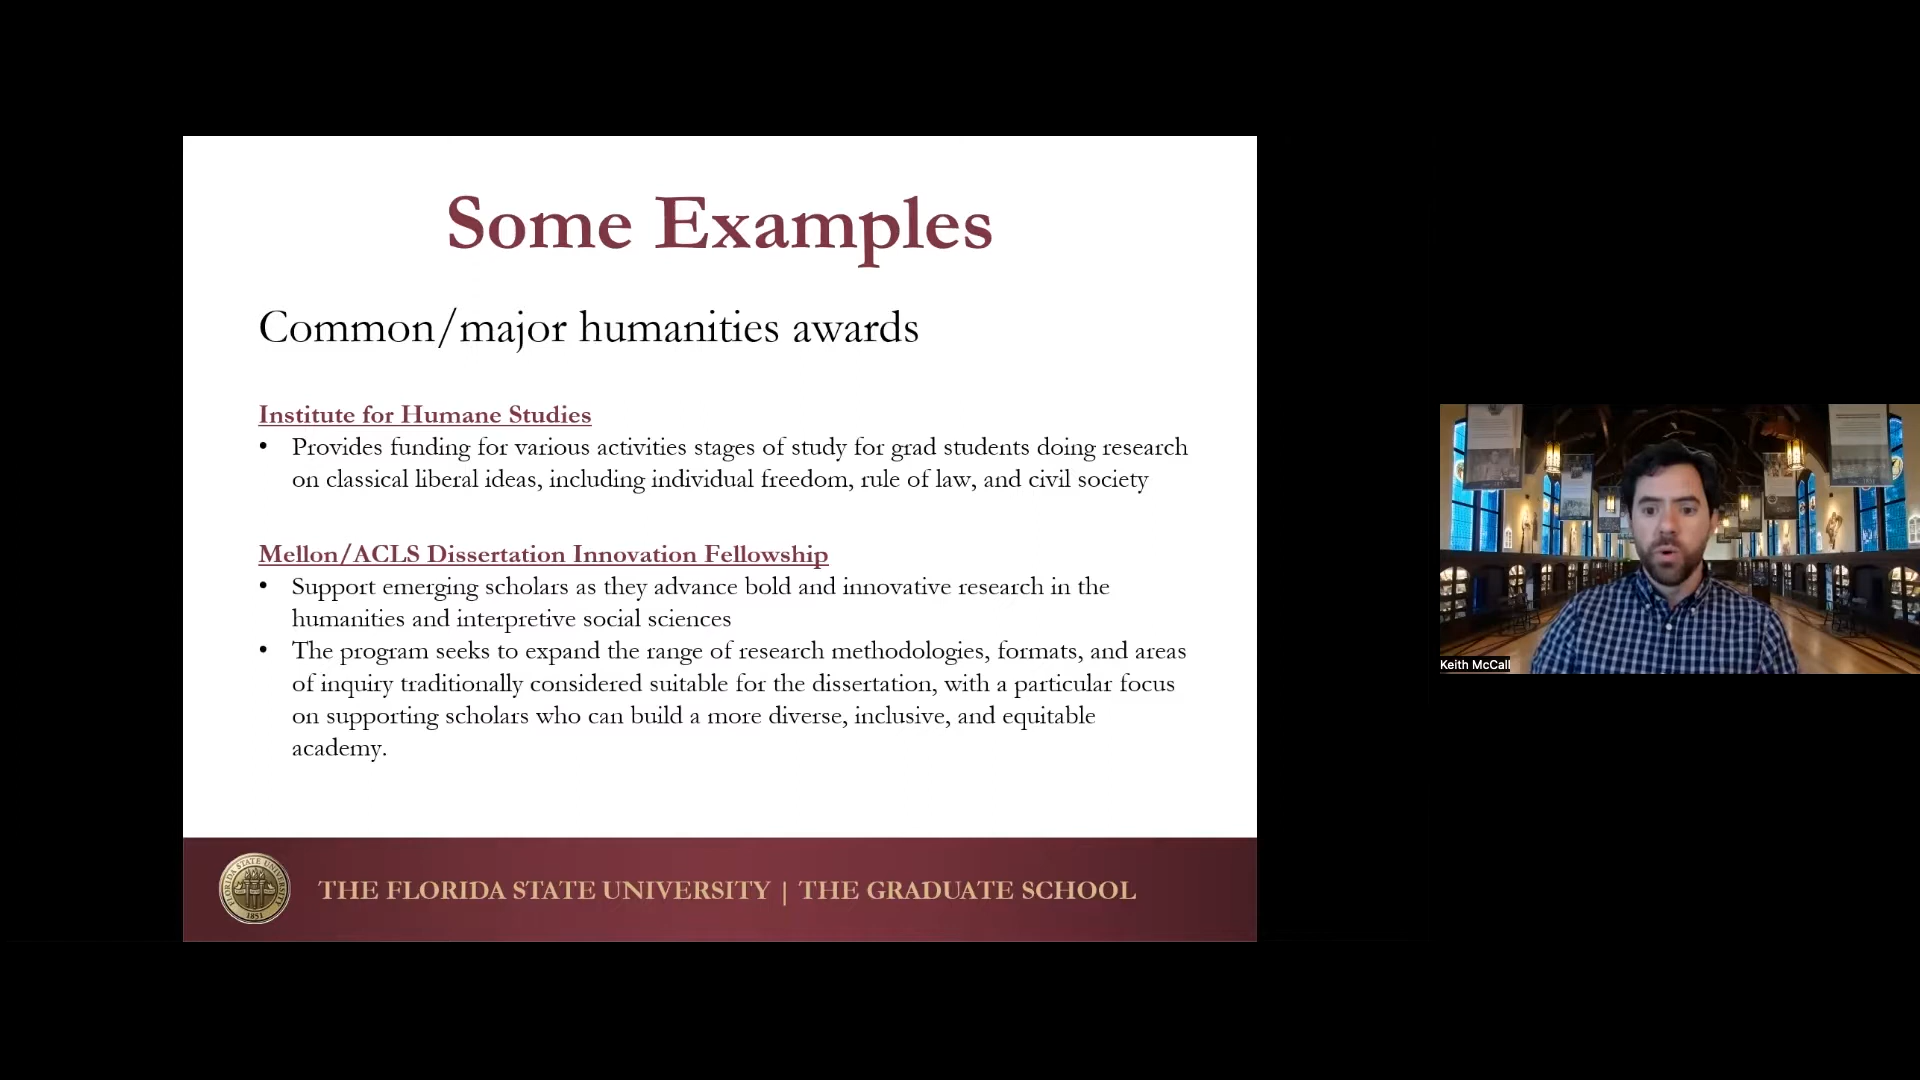 Some Examples
Common/major humanities awards
Institute for Humane Studies
• Provides funding for various activities stages of study for grad students doing research
on classical liberal ideas, including individual freedom, rule of law, and civil society
Mellon/ACLS Dissertation Innovation Fellowship
• Support emerging scholars as they advance bold and innovative research in the
humanities and interpretive social sciences
• The program seeks to expand the range of research methodologies, formats, and areas
of inquiry traditionally considered suitable for the dissertation, with a particular focus
on supporting scholars who can build a more diverse, inclusive, and equitable
academy.
FLORIDA STATE UNIVERSITY
1851
THE FLORIDA STATE UNIVERSITY | THE GRADUATE SCHOOL
Keith McCall